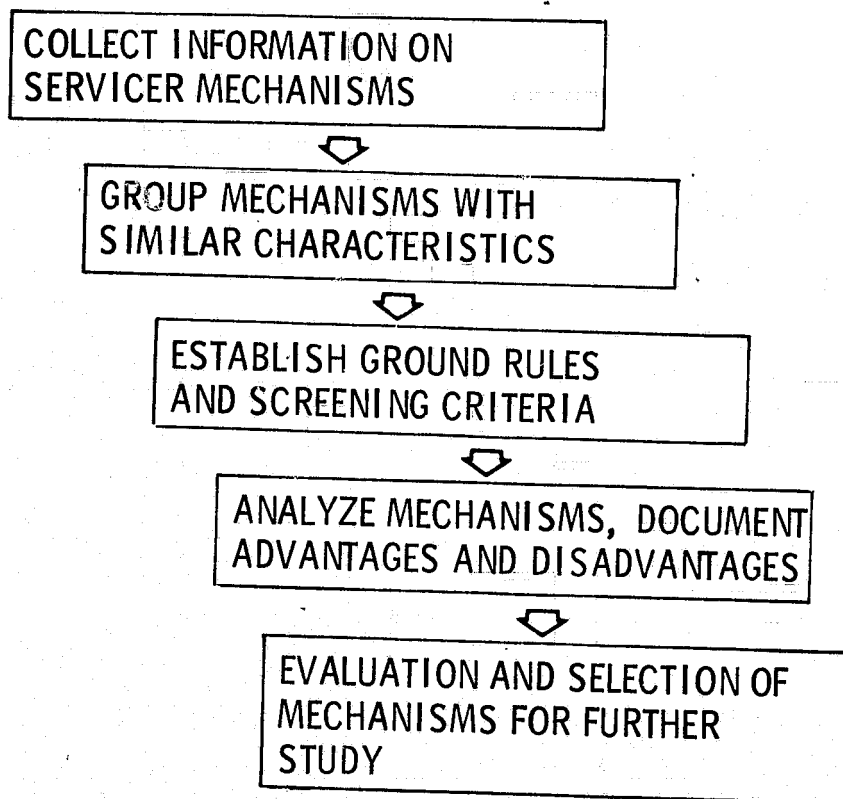 COLLECT INFORMATION ON
SERVICER MECHANISMS
GROUP MECHANISMS WITH
SIMILAR CHARACTERISTICS
ESTABLISH GROUND RULES
AND SCREENING CRITERIA
ANALYZE MECHANISMS, DOCUMENT
ADVANTAGES AND DISADVANTAGES
EVALUATION AND SELECTION OF
MECHANISMS FOR FURTHER
STUDY